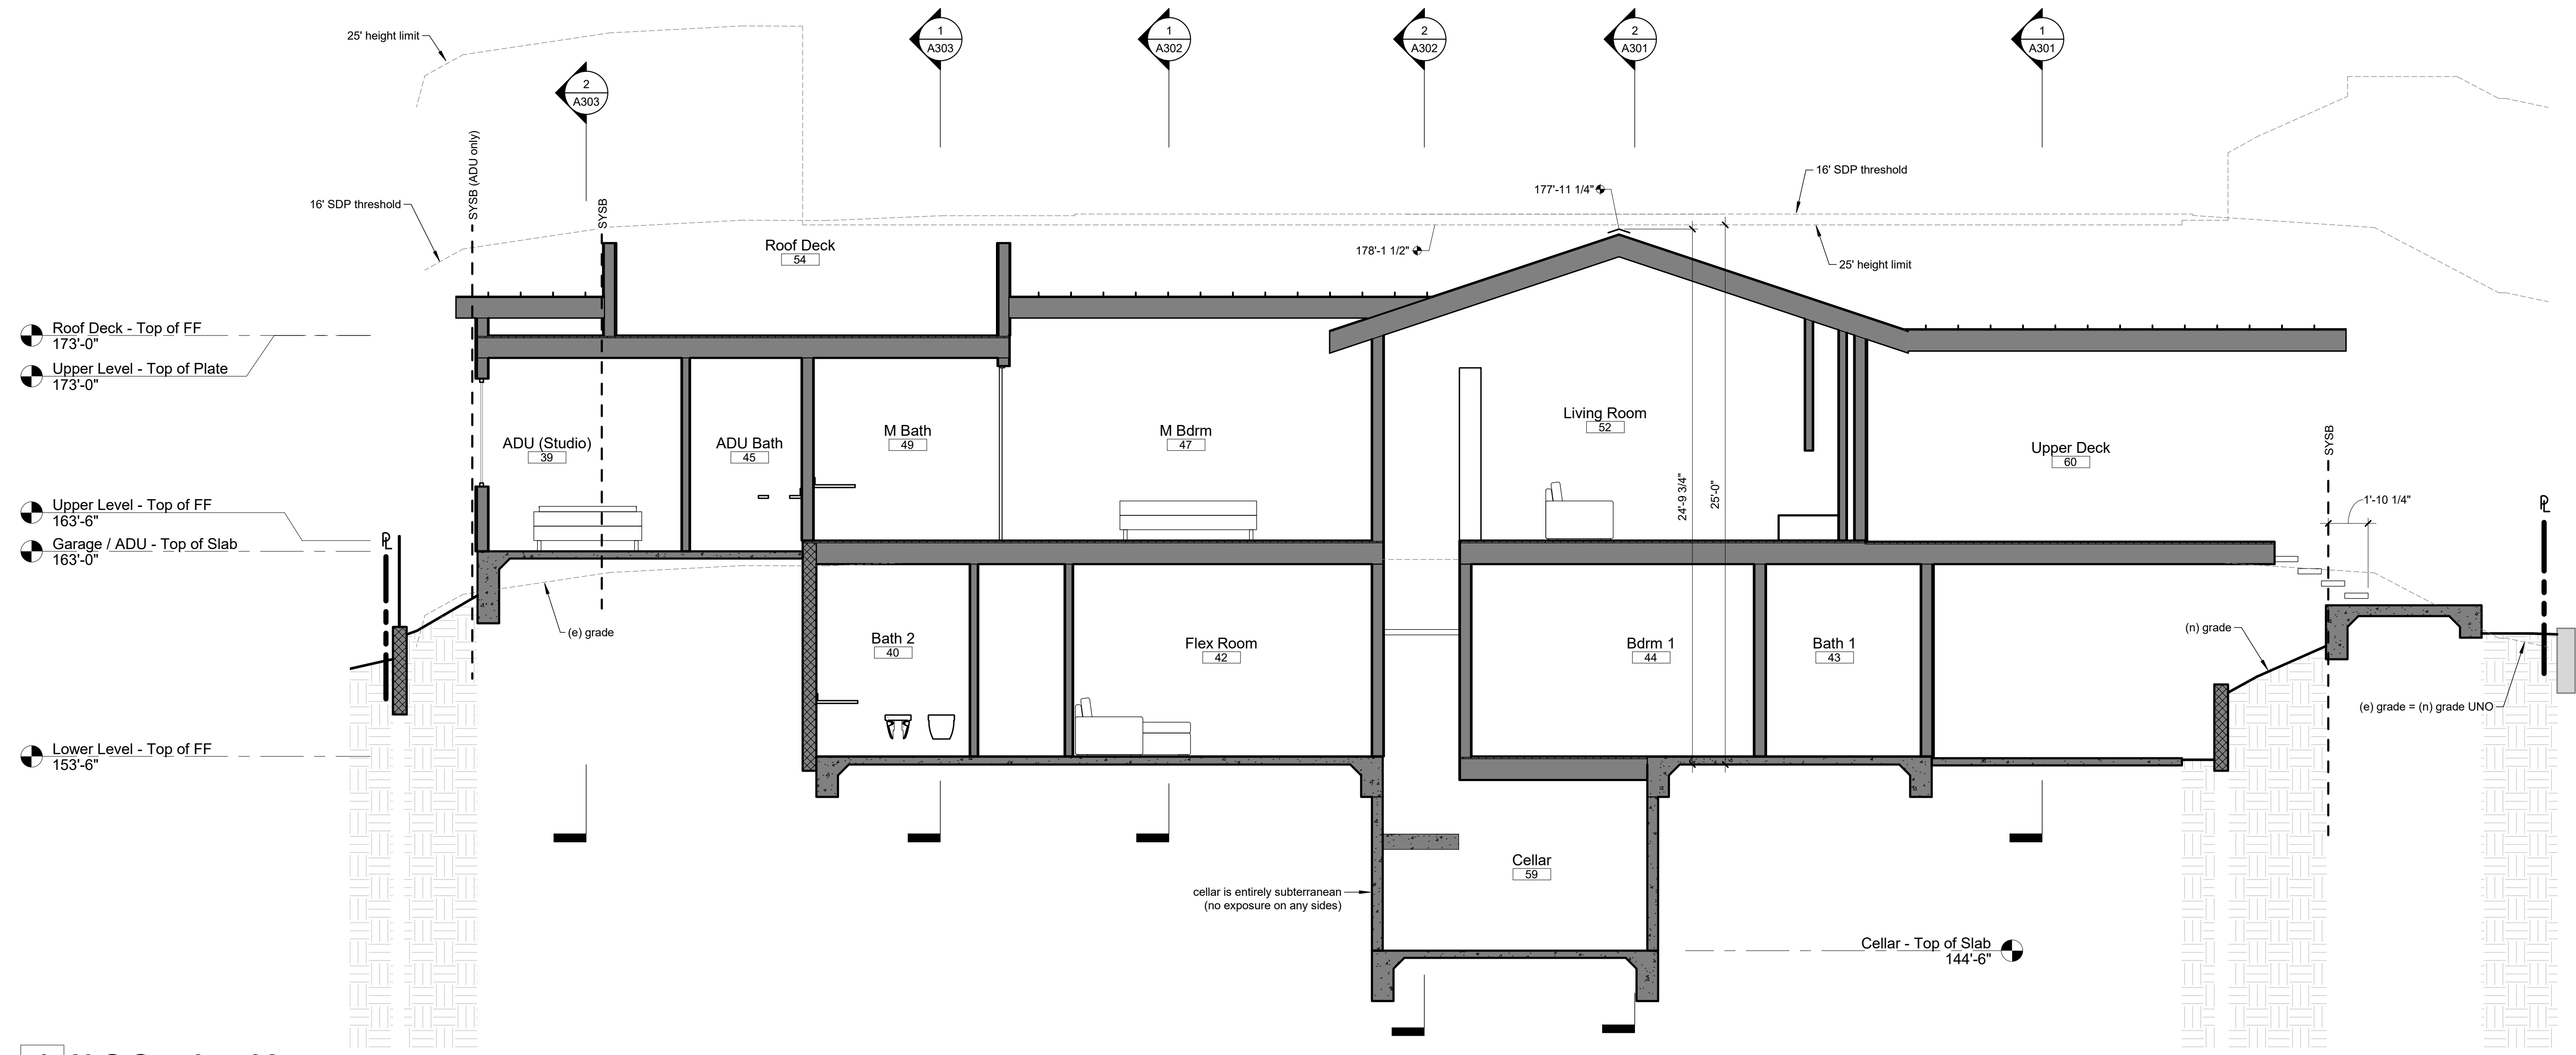 25' height limit
1
A303
1
A302
2
A302
2
A301
1
A301
2
A303
SYSB (ADU only)
SYSB
16' SDP threshold
16' SDP threshold
177'-11 1/4"
178'-1 1/2"
25' height limit
Roof Deck
54
Roof Deck - Top of FF
173'-0"
Upper Level - Top of Plate
173'-0"
ADU (Studio)
39
ADU Bath
45
M Bath
49
M Bdrm
47
Living Room
52
24'-9 3/4"
25'-0"
Upper Deck
60
SYSB
1'-10 1/4"
PL
Upper Level - Top of FF
163'-6"
Garage / ADU - Top of Slab
163'-0"
PL
(e) grade
Bath 2
40
Flex Room
42
Bdrm 1
44
Bath 1
43
(n) grade
(e) grade = (n) grade UNO
Lower Level - Top of FF
153'-6"
Cellar
59
cellar is entirely subterranean
(no exposure on any sides)
Cellar - Top of Slab
144'-6"